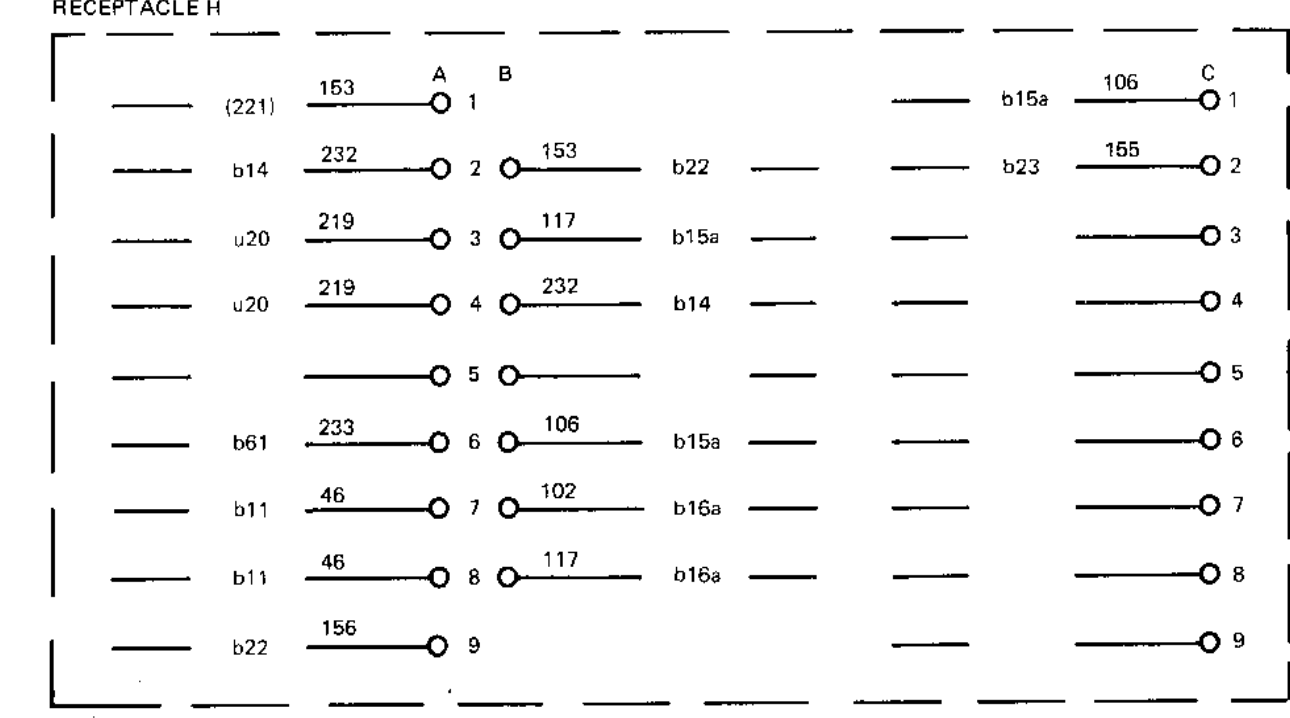 RECEPTACLE H
A B C
(221) 153 1 b15a 106 1
b14 232 2 153 b22 b23 155 2
u20 219 3 117 b15a 3
u20 219 4 232 b14 4
5 5
b61 233 6 106 b15a 6
b11 46 7 102 b16a 7
b11 46 8 117 b16a 8
b22 156 9 9